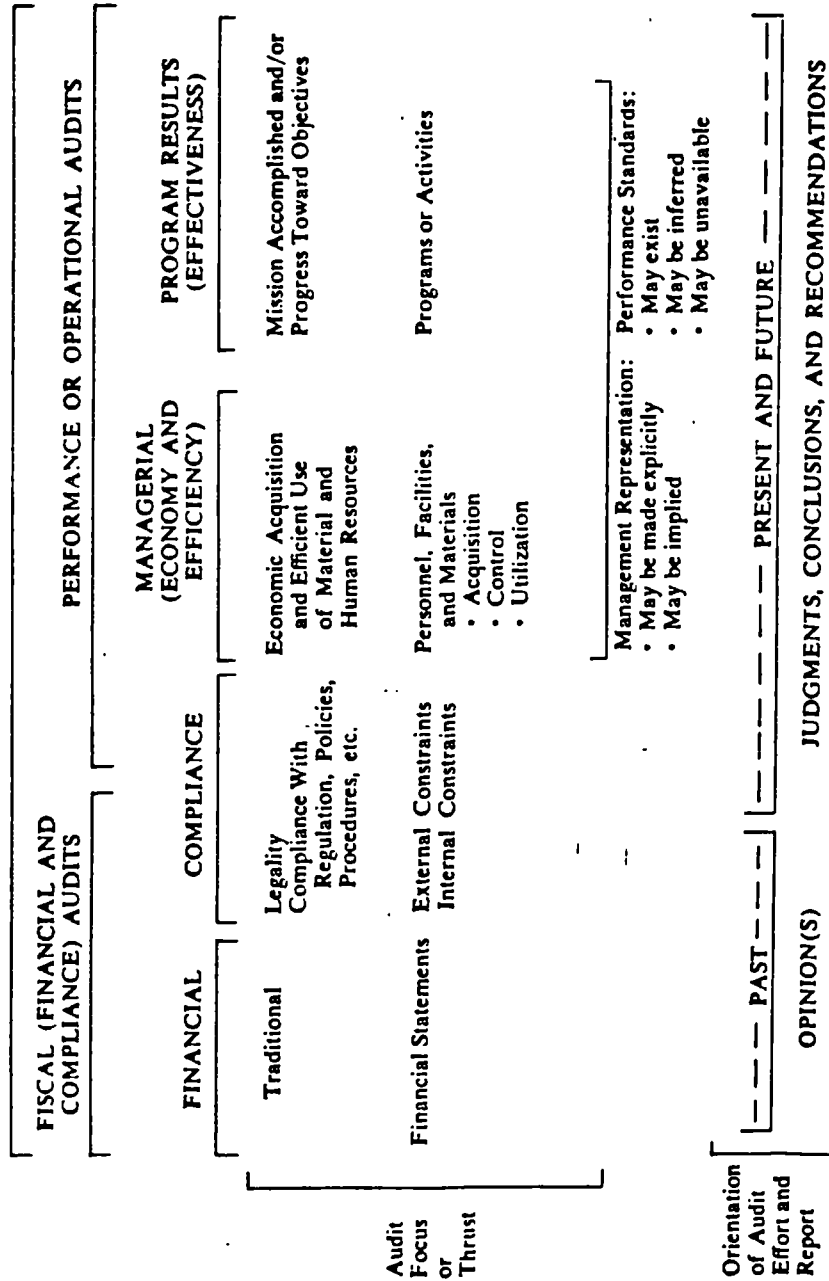 FISCAL (FINANCIAL AND
COMPLIANCE) AUDITS
PERFORMANCE OR OPERATIONAL AUDITS
FINANCIAL
COMPLIANCE
MANAGERIAL
(ECONOMY AND
EFFICIENCY)
PROGRAM RESULTS
(EFFECTIVENESS)
Audit
Focus
or
Thrust
Traditional
Legality
Compliance With
Regulation, Policies,
Procedures, etc.
Economic Acquisition
and Efficient Use
of Material and
Human Resources
Mission Accomplished and/or
Progress Toward Objectives
Financial Statements
External Constraints
Internal Constraints
Personnel, Facilities,
and Materials
• Acquisition
• Control
• Utilization
Programs or Activities
Management Representation:
• May be made explicitly
• May be implied
Performance Standards:
• May exist
• May be inferred
• May be unavailable
Orientation
of Audit
Effort and
Report
PAST
PRESENT AND FUTURE
OPINION(S)
JUDGMENTS, CONCLUSIONS, AND RECOMMENDATIONS